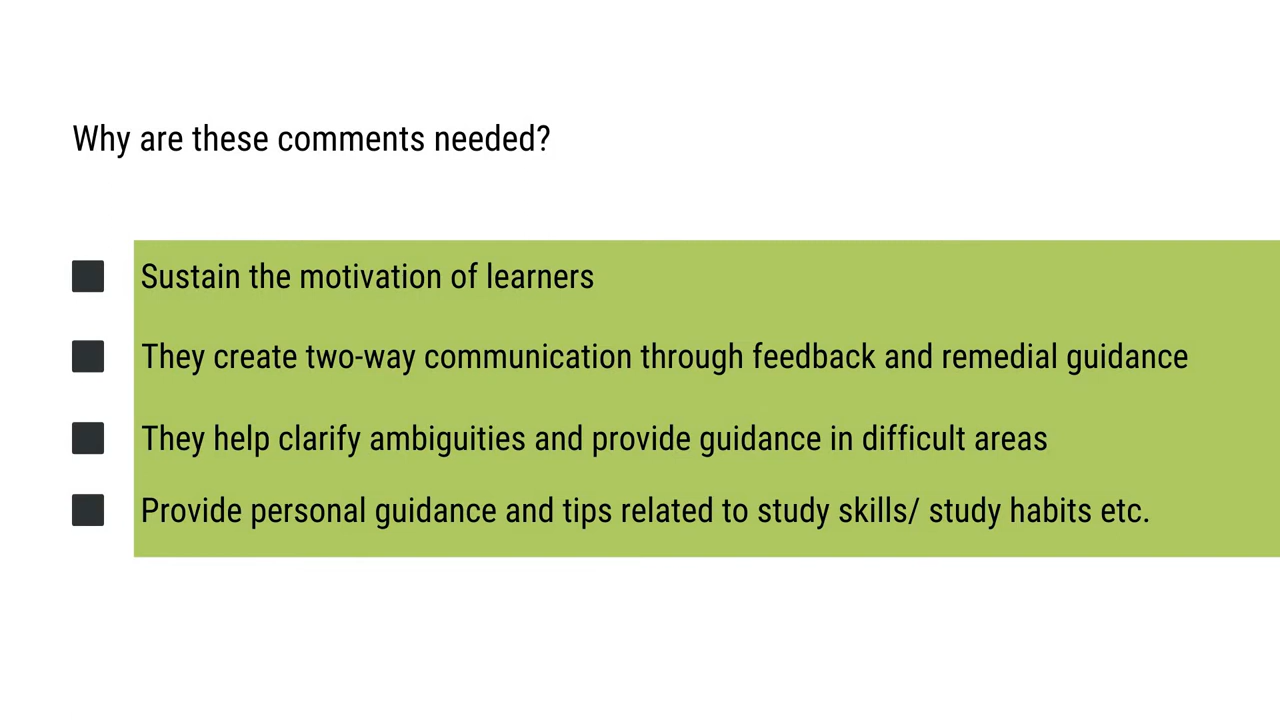 Why are these comments needed?
Sustain the motivation of learners
They create two-way communication through feedback and remedial guidance
They help clarify ambiguities and provide guidance in difficult areas
Provide personal guidance and tips related to study skills/ study habits etc.